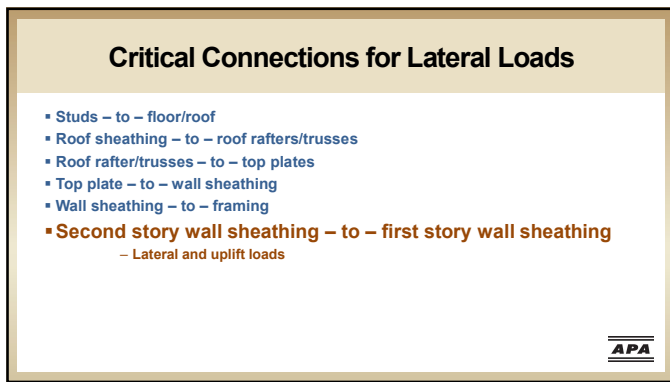 Critical Connections for Lateral Loads
▪ Studs – to – floor/roof
▪ Roof sheathing – to – roof rafters/trusses
▪ Roof rafter/trusses – to – top plates
▪ Top plate – to – wall sheathing
▪ Wall sheathing – to – framing
▪ Second story wall sheathing – to – first story wall sheathing
– Lateral and uplift loads
APA